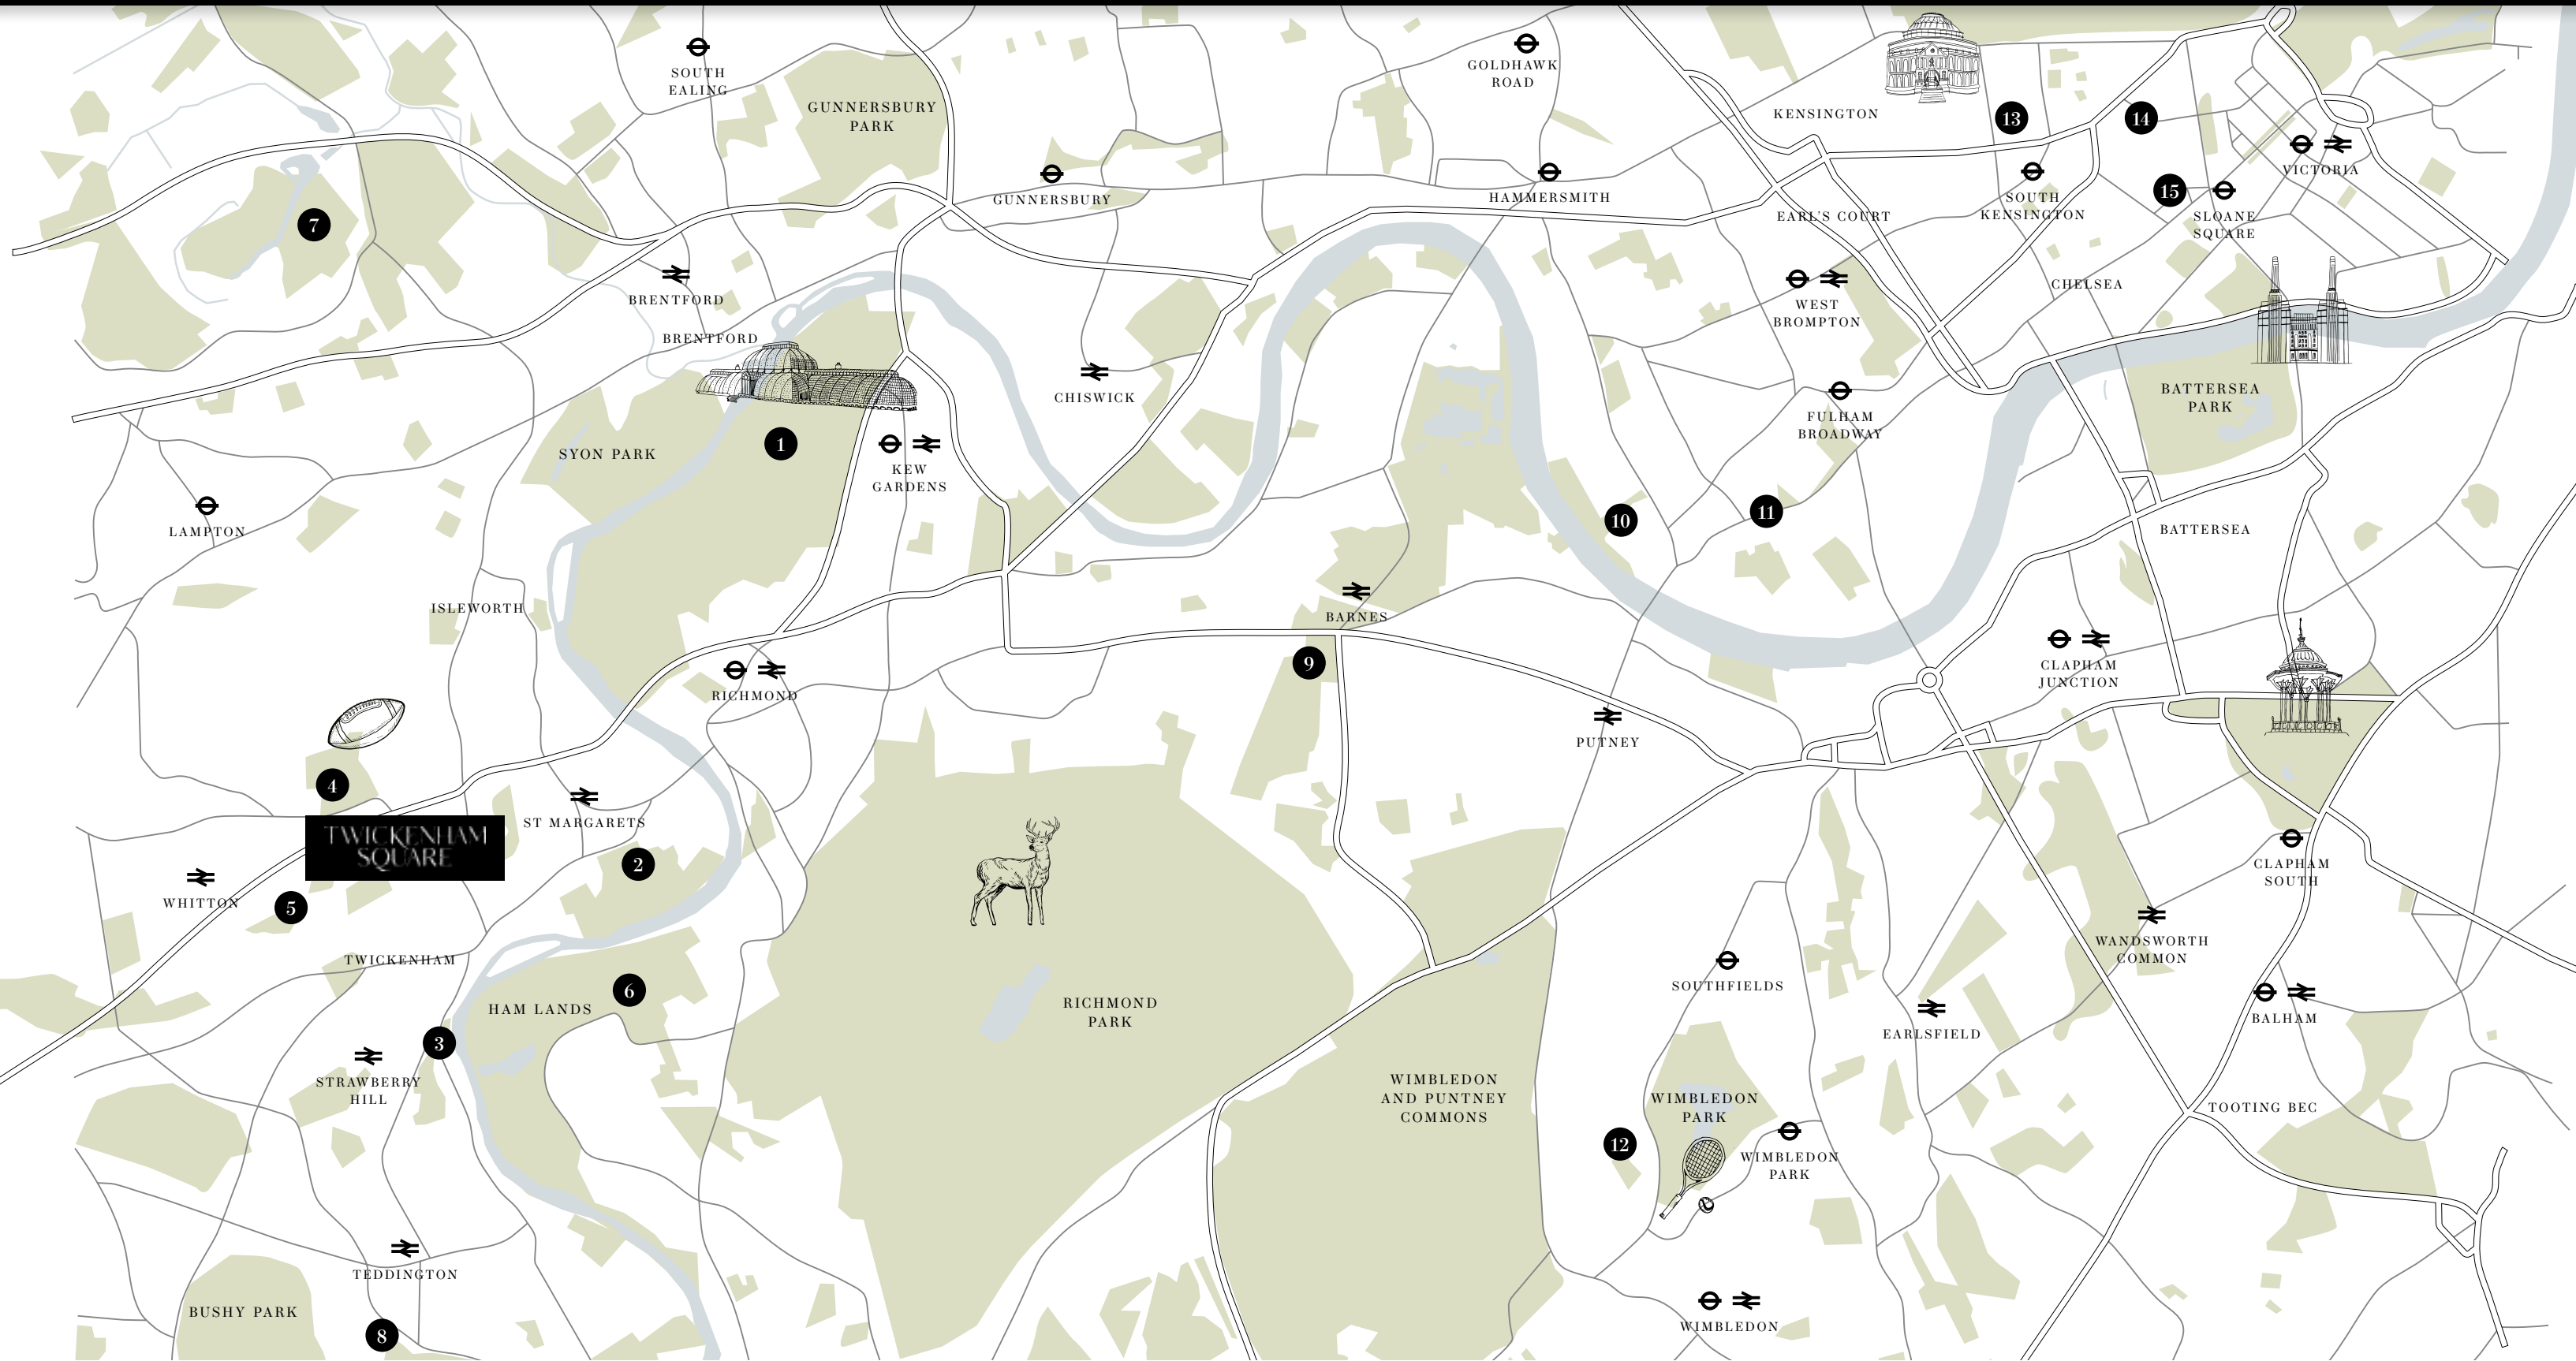 SOUTH
EALING
GUNNERSBURY
PARK
GOLDHAWK
ROAD
KENSINGTON
13
14
VICTORIA
7
GUNNERSBURY
HAMMERSMITH
EARL'S COURT
SOUTH
KENSINGTON
15
SLOANE
SQUARE
BRENTFORD
BRENTFORD
WEST
BROMPTON
CHELSEA
CHISWICK
FULHAM
BROADWAY
BATTERSEA
PARK
SYON PARK
1
KEW
GARDENS
LAMPTON
10
11
BATTERSEA
ISLEWORTH
BARNES
9
RICHMOND
CLAPHAM
JUNCTION
PUTNEY
4
TWICKENHAM
SQUARE
ST MARGARETS
2
WHITTON
5
CLAPHAM
SOUTH
TWICKENHAM
WANDSWORTH
COMMON
6
HAM LANDS
RICHMOND
PARK
SOUTHFIELDS
EARLSFIELD
BALHAM
3
STRAWBERRY
HILL
WIMBLEDON
AND PUNTNEY
COMMONS
WIMBLEDON
PARK
TOOTING BEC
12
WIMBLEDON
PARK
TEDDINGTON
BUSHY PARK
8
WIMBLEDON